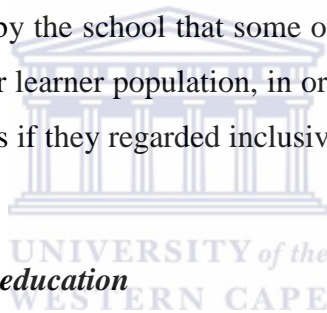 by the school that some o
r learner population, in or
s if they regarded inclusiv
UNIVERSITY of the
education
WESTERN CAPE